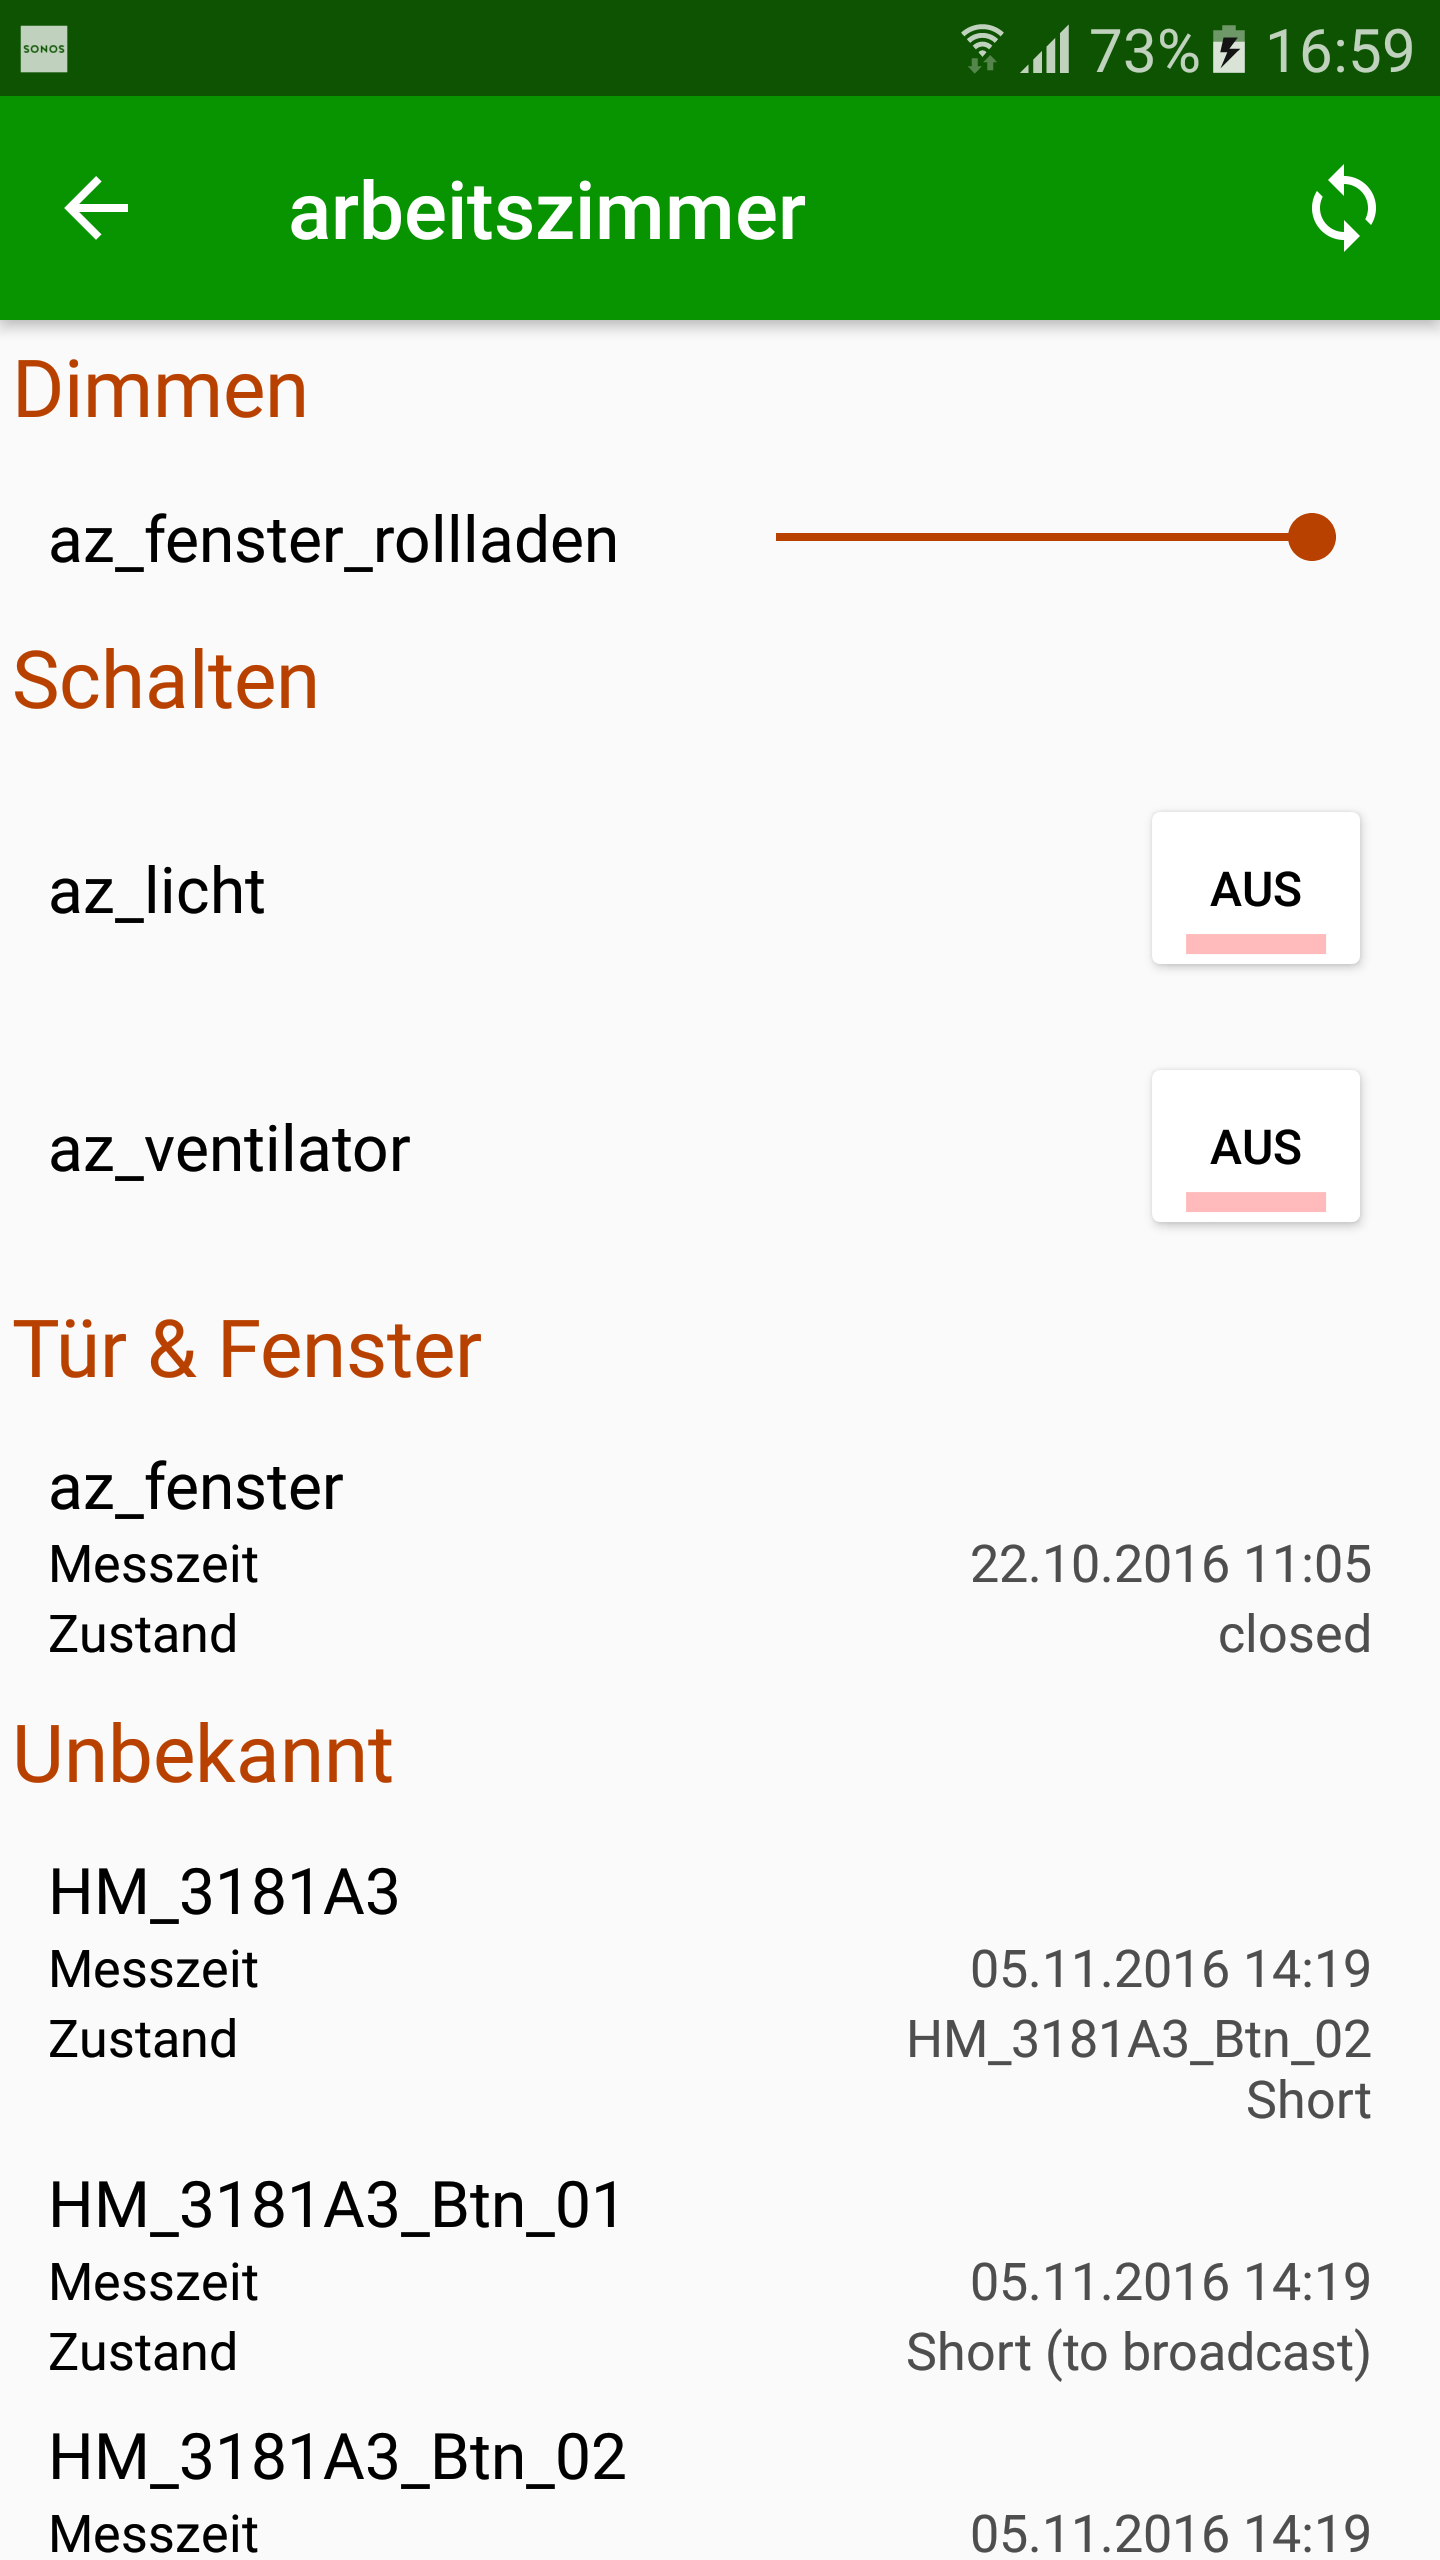 SONOS
73% 16:59
arbeitszimmer
Dimmen
az_fenster_rollladen
Schalten
az_licht AUS
az_ventilator AUS
Tür & Fenster
az_fenster
Messzeit 22.10.2016 11:05
Zustand closed
Unbekannt
HM_3181A3
Messzeit 05.11.2016 14:19
Zustand HM_3181A3_Btn_02
Short
HM_3181A3_Btn_01
Messzeit 05.11.2016 14:19
Zustand Short (to broadcast)
HM_3181A3_Btn_02
Messzeit 05.11.2016 14:19